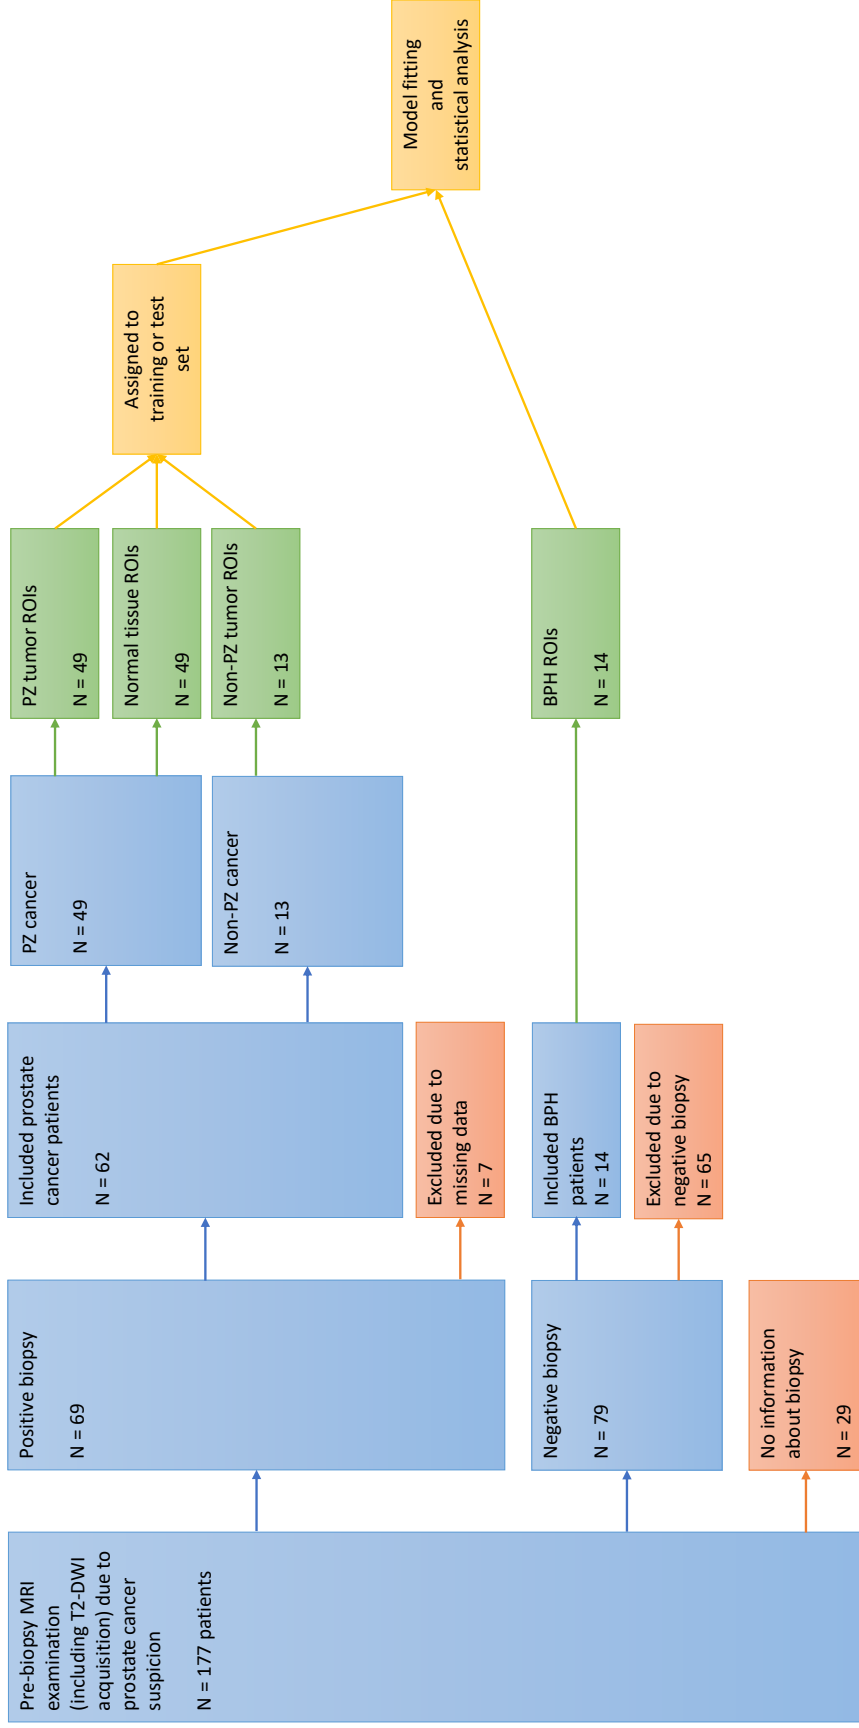 Pre-biopsy MRI
examination
(including T2-DWI
acquisition) due to
prostate cancer
suspicion
N = 177 patients
Positive biopsy
N = 69
Negative biopsy
N = 79
No information
about biopsy
N = 29
Included prostate
cancer patients
N = 62
Excluded due to
missing data
N = 7
Included BPH
patients
N = 14
Excluded due to
negative biopsy
N = 65
PZ cancer
N = 49
Non-PZ cancer
N = 13
PZ tumor ROIs
N = 49
Normal tissue ROIs
N = 49
Non-PZ tumor ROIs
N = 13
BPH ROIs
N = 14
Assigned to
training or test
set
Model fitting
and
statistical analysis